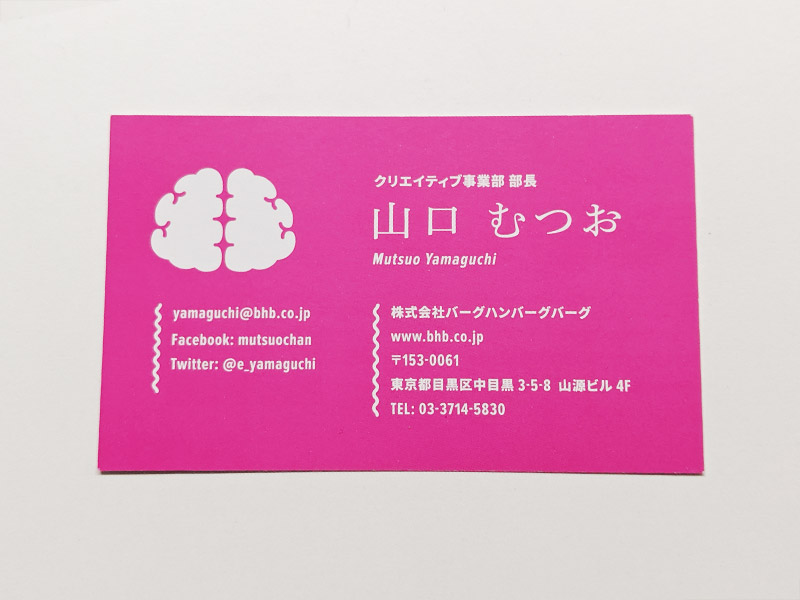 クリエイティブ事業部 部長
山口 むつお
Mutsuo Yamaguchi
yamaguchi@bhb.co.jp
Facebook: mutsuochan
Twitter: @e_yamaguchi
株式会社バーグハンバーグバーグ
www.bhb.co.jp
〒153-0061
東京都目黒区中目黒 3-5-8 山源ビル 4F
TEL: 03-3714-5830